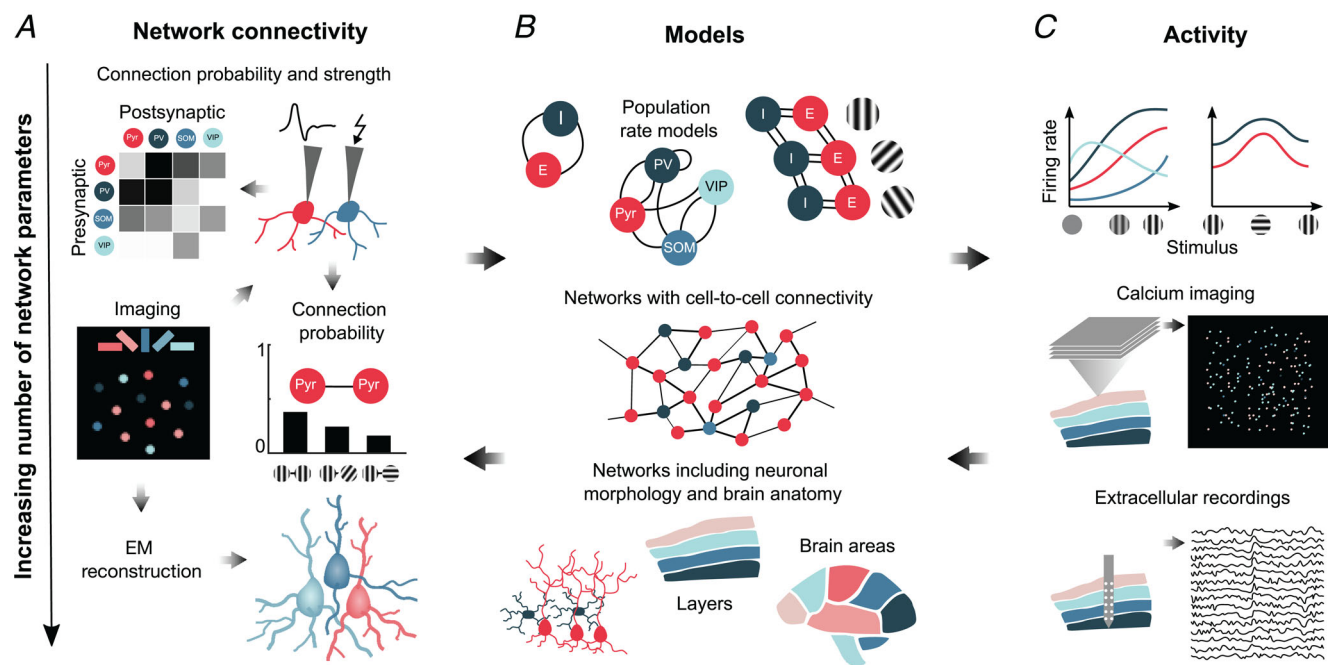 A
Network connectivity
Increasing number of network parameters
Connection probability and strength
Postsynaptic
Pyr
PV
SOM
VIP
Presynaptic
Pyr
PV
SOM
VIP
Imaging
Connection
probability
1
0
Pyr
Pyr
EM
reconstruction
B
Models
I
E
Population
rate models
PV
VIP
Pyr
SOM
I
E
I
E
I
E
Networks with cell-to-cell connectivity
Networks including neuronal
morphology and brain anatomy
Layers
Brain areas
C
Activity
Firing rate
Stimulus
Calcium imaging
Extracellular recordings